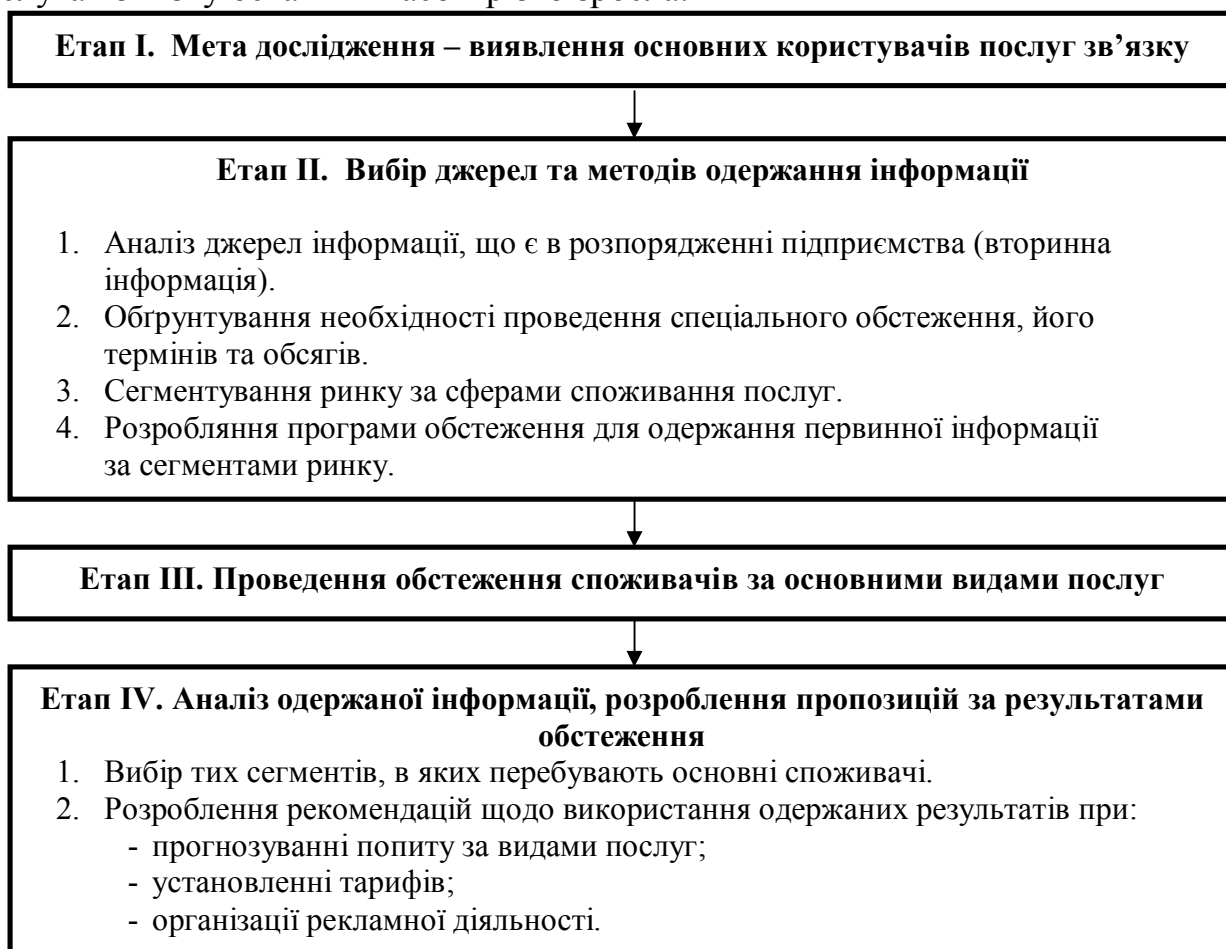 Етап I. Мета дослідження – виявлення основних користувачів послуг зв’язку
Етап II. Вибір джерел та методів одержання інформації
1. Аналіз джерел інформації, що є в розпорядженні підприємства (вторинна
інформація).
2. Обґрунтування необхідності проведення спеціального обстеження, його
термінів та обсягів.
3. Сегментування ринку за сферами споживання послуг.
4. Розробляння програми обстеження для одержання первинної інформації
за сегментами ринку.
Етап III. Проведення обстеження споживачів за основними видами послуг
Етап IV. Аналіз одержаної інформації, розроблення пропозицій за результатами
обстеження
1. Вибір тих сегментів, в яких перебувають основні споживачі.
2. Розроблення рекомендацій щодо використання одержаних результатів при:
- прогнозуванні попиту за видами послуг;
- установленні тарифів;
- організації рекламної діяльності.